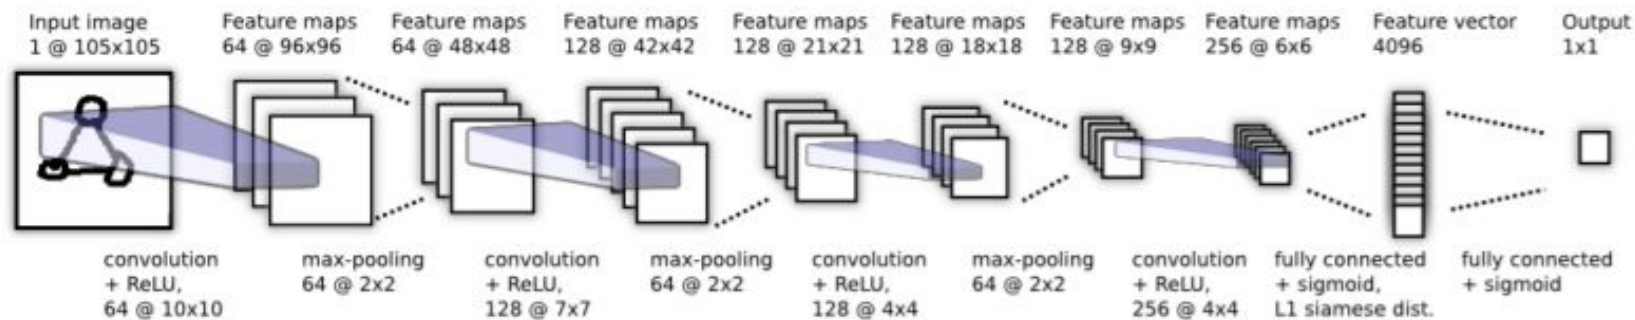 Input image
1 @ 105x105
Feature maps
64 @ 96x96
Feature maps
64 @ 48x48
Feature maps
128 @ 42x42
Feature maps
128 @ 21x21
Feature maps
128 @ 18x18
Feature maps
128 @ 9x9
Feature maps
256 @ 6x6
Feature vector
4096
Output
1x1
convolution
+ ReLU,
64 @ 10x10
max-pooling
64 @ 2x2
convolution
+ ReLU,
128 @ 7x7
max-pooling
64 @ 2x2
convolution
+ ReLU,
128 @ 4x4
max-pooling
64 @ 2x2
convolution
+ ReLU,
256 @ 4x4
fully connected
+ sigmoid,
L1 siamese dist.
fully connected
+ sigmoid